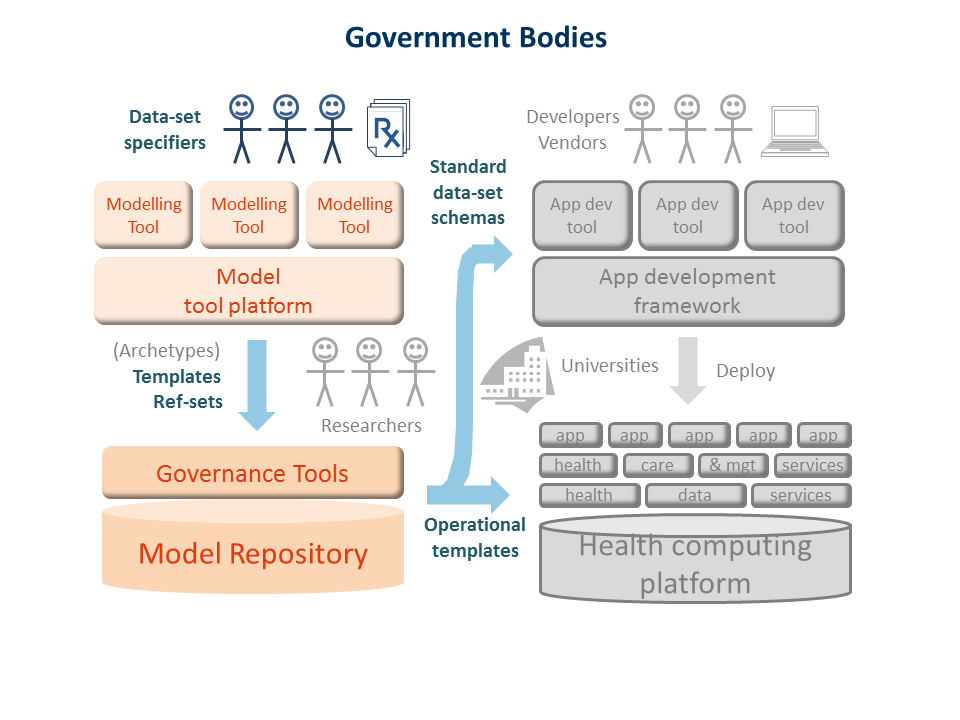 Government Bodies
Data-set
specifiers
Rx
Developers
Vendors
Standard
data-set
schemas
Modelling
Tool
Modelling
Tool
Modelling
Tool
App dev
tool
App dev
tool
App dev
tool
Model
tool platform
App development
framework
(Archetypes)
Templates
Ref-sets
Researchers
Universities
Deploy
app
app
app
app
app
health
care
& mgt
services
health
data
services
Governance Tools
Operational
templates
Model Repository
Health computing
platform